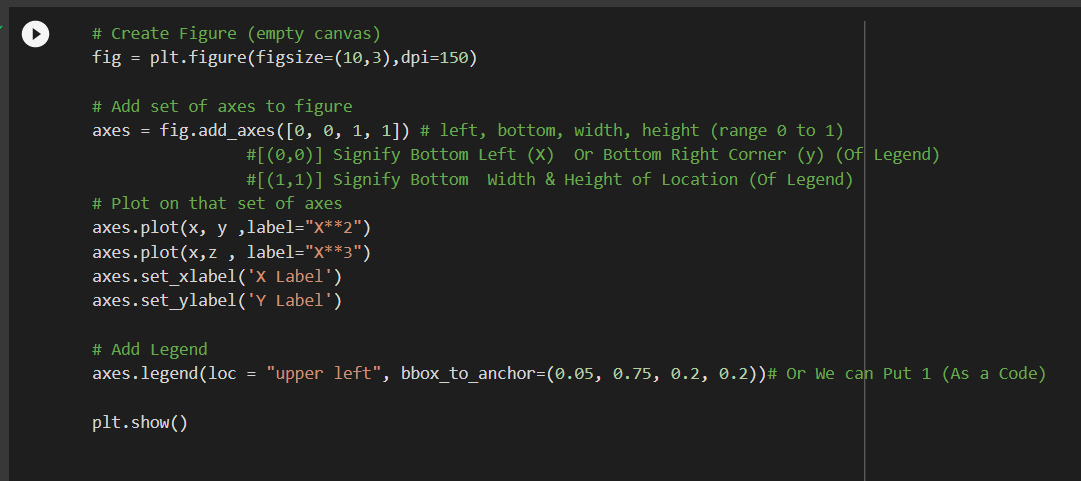 # Create Figure (empty canvas)
fig = plt.figure(figsize=(10,3),dpi=150)
# Add set of axes to figure
axes = fig.add_axes([0, 0, 1, 1]) # left, bottom, width, height (range 0 to 1)
#[(0,0)] Signify Bottom Left (X)  Or Bottom Right Corner (y) (Of Legend)
#[(1,1)] Signify Bottom  Width & Height of Location (Of Legend)
# Plot on that set of axes
axes.plot(x, y ,label="X**2")
axes.plot(x,z , label="X**3")
axes.set_xlabel('X Label')
axes.set_ylabel('Y Label')
# Add Legend
axes.legend(loc = "upper left", bbox_to_anchor=(0.05, 0.75, 0.2, 0.2))# Or We can Put 1 (As a Code)
plt.show()